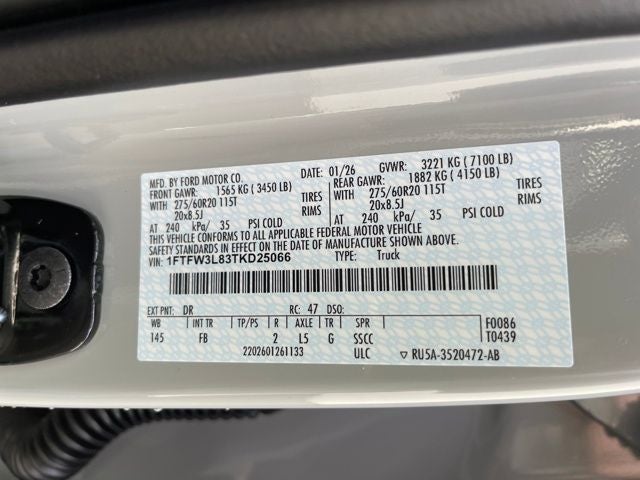 MFD. BY FORD MOTOR CO. DATE: 01/26 GVWR: 3221 KG ( 7100 LB)
FRONT GAWR: 1565 KG ( 3450 LB) REAR GAWR: 1882 KG ( 4150 LB)
WITH 275/60R20 115T TIRES WITH 275/60R20 115T TIRES
20x8.5J RIMS 20x8.5J RIMS
AT 240 kPa/ 35 PSI COLD AT 240 kPa/ 35 PSI COLD
THIS VEHICLE CONFORMS TO ALL APPLICABLE FEDERAL MOTOR VEHICLE
SAFETY STANDARDS IN EFFECT ON THE DATE OF MANUFACTURE SHOWN ABOVE.
VIN: 1FTFW3L83TKD25066 TYPE: Truck
EXT PNT: DR RC: 47 DSO:
WB INT TR TP/PS R AXLE TR SPR F0086
145 FB 2 L5 G SSCC T0439
2202601261133 ULC ▽ RU5A-3520472-AB